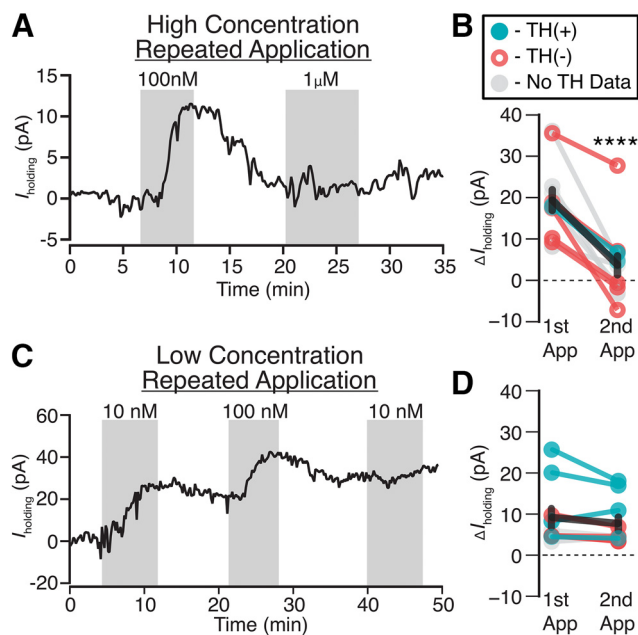 A
High Concentration
Repeated Application
100nM
1μM
15
10
5
0
-5
Iholding (pA)
0
5
10
15
20
25
30
35
Time (min)
B
- TH(+)
- TH(-)
- No TH Data
40
30
20
10
0
−10
ΔIholding (pA)
****
1st
App
2nd
App
C
Low Concentration
Repeated Application
10 nM
100 nM
10 nM
60
40
20
0
-20
Iholding (pA)
0
10
20
30
40
50
Time (min)
D
40
30
20
10
0
−10
ΔIholding (pA)
1st
App
2nd
App